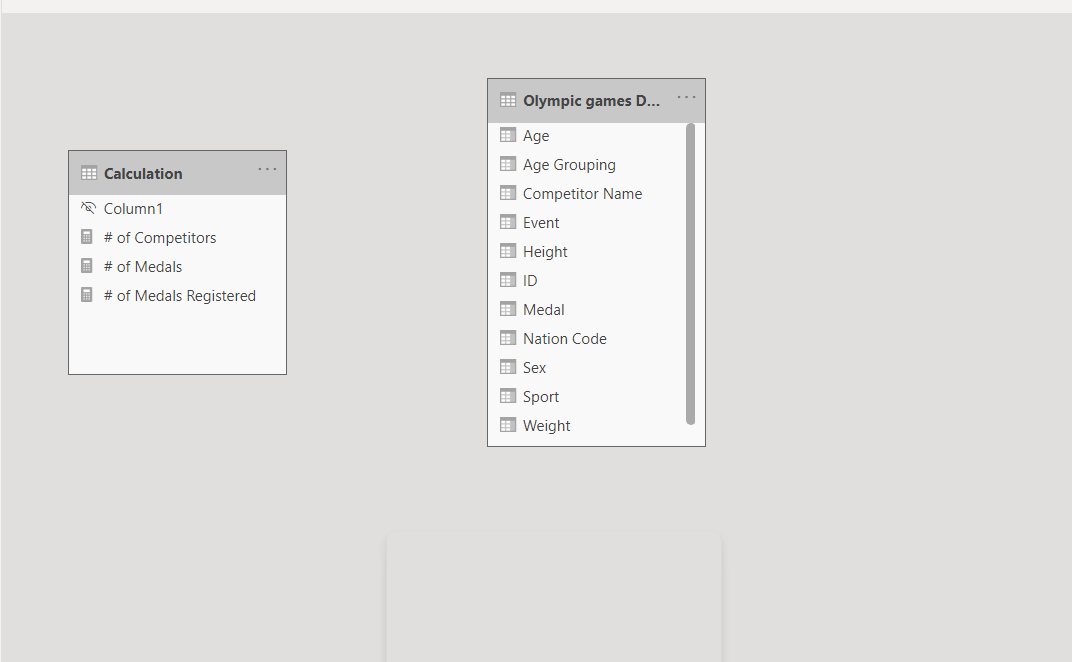 Calculation
Column1
# of Competitors
# of Medals
# of Medals Registered
Olympic games D...
Age
Age Grouping
Competitor Name
Event
Height
ID
Medal
Nation Code
Sex
Sport
Weight